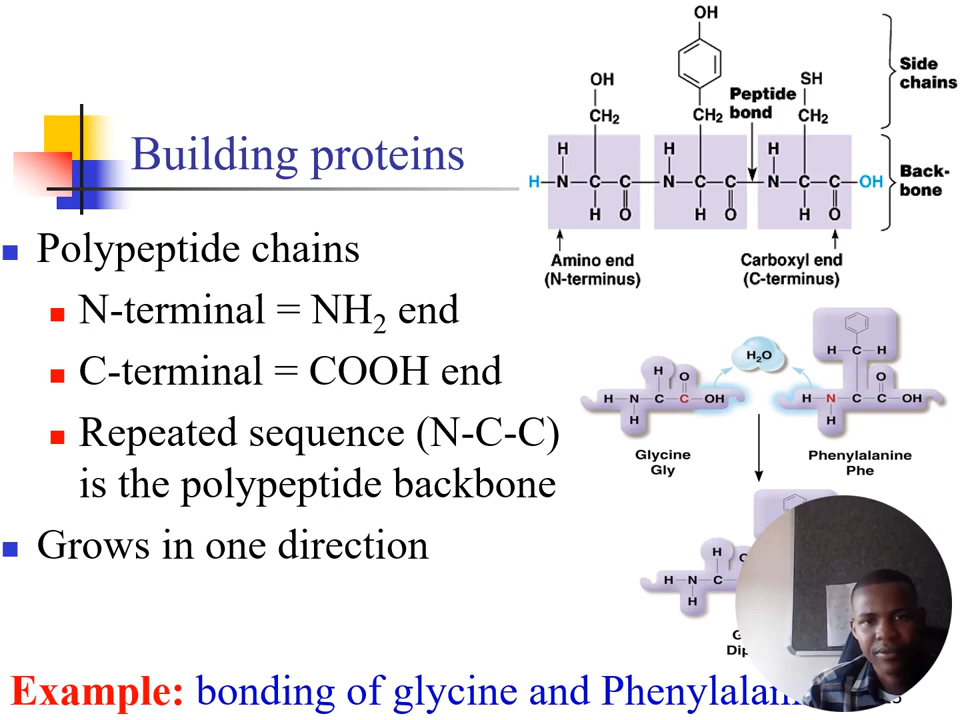 Building proteins
Polypeptide chains
N-terminal = NH₂ end
C-terminal = COOH end
Repeated sequence (N-C-C)
is the polypeptide backbone
Grows in one direction
Example: bonding of glycine and
OH
OH
SH
CH₂
CH₂
CH₂
Peptide
bond
Side
chains
H H H
H N C C N C C N C C OH
H O H O H O
Back-
bone
Amino end
(N-terminus)
Carboxyl end
(C-terminus)
H₂O
H O
H N C C OH
H
Glycine
Gly
H C H
O
H N C C OH
H
Phenylalanine
Phe
H
H N C
H